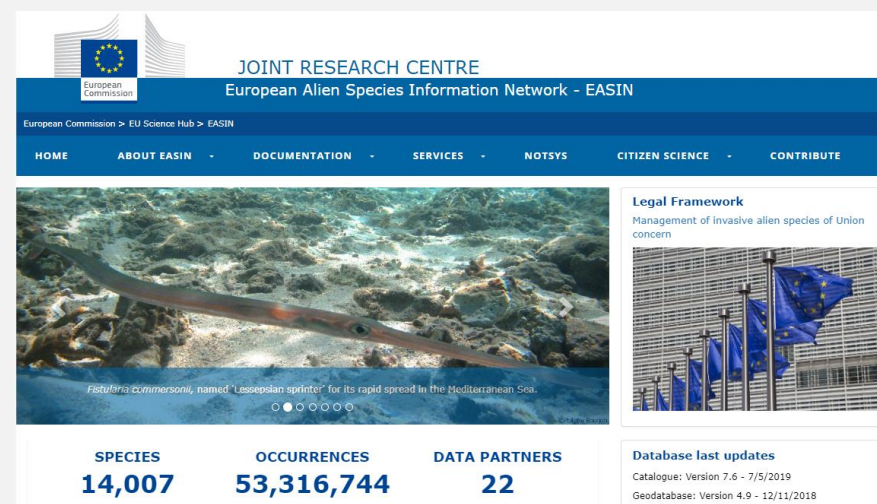 European
Commission
JOINT RESEARCH CENTRE
European Alien Species Information Network - EASIN
European Commission > EU Science Hub > EASIN
HOME ABOUT EASIN DOCUMENTATION SERVICES NOTSYS CITIZEN SCIENCE CONTRIBUTE
Fistularia commersonii, named 'Lessepsian sprinter' for its rapid spread in the Mediterranean Sea.
Legal Framework
Management of invasive alien species of Union
concern
SPECIES OCCURRENCES DATA PARTNERS
14,007 53,316,744 22
Database last updates
Catalogue: Version 7.6 - 7/5/2019
Geodatabase: Version 4.9 - 12/11/2018